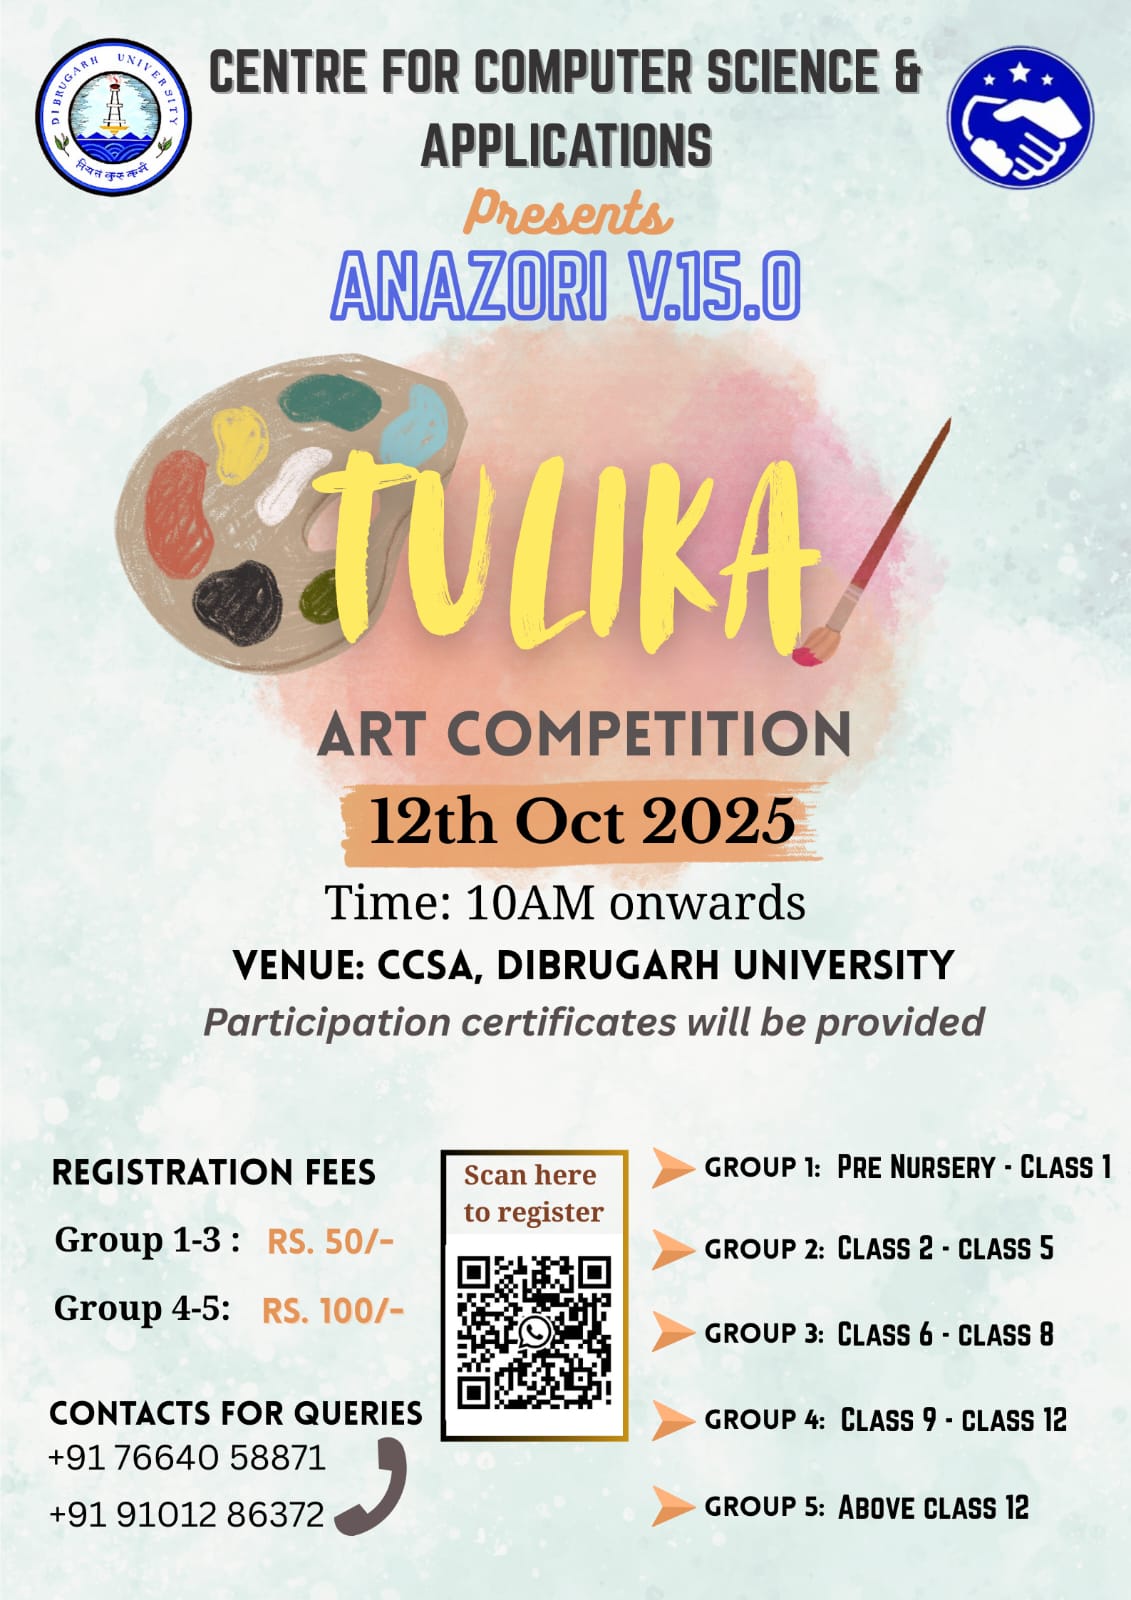 DIBRUGARH UNIVERSITY
नियतं कुरु कर्म
CENTRE FOR COMPUTER SCIENCE &
APPLICATIONS
Presents
ANAZORI V.15.0
TULIKA
ART COMPETITION
12th Oct 2025
Time: 10AM onwards
VENUE: CCSA, DIBRUGARH UNIVERSITY
Participation certificates will be provided
REGISTRATION FEES
Group 1-3 : RS. 50/-
Group 4-5: RS. 100/-
CONTACTS FOR QUERIES
+91 76640 58871
+91 91012 86372
Scan here
to register
GROUP 1: PRE NURSERY - CLASS 1
GROUP 2: CLASS 2 - CLASS 5
GROUP 3: CLASS 6 - CLASS 8
GROUP 4: CLASS 9 - CLASS 12
GROUP 5: ABOVE CLASS 12